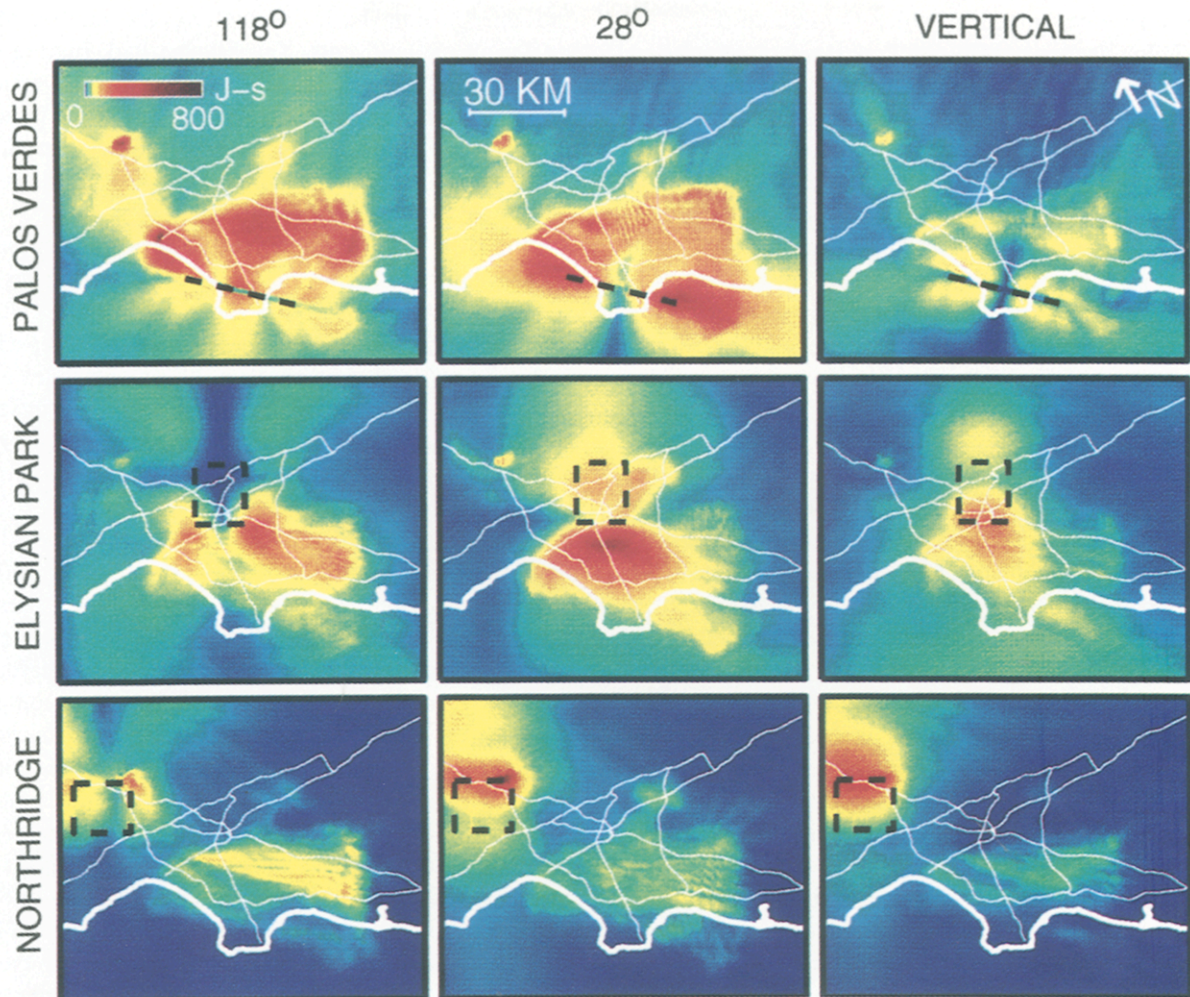 118° 28° VERTICAL
PALOS VERDES
0 800 J-s
30 KM
N
ELYSIAN PARK
NORTHRIDGE